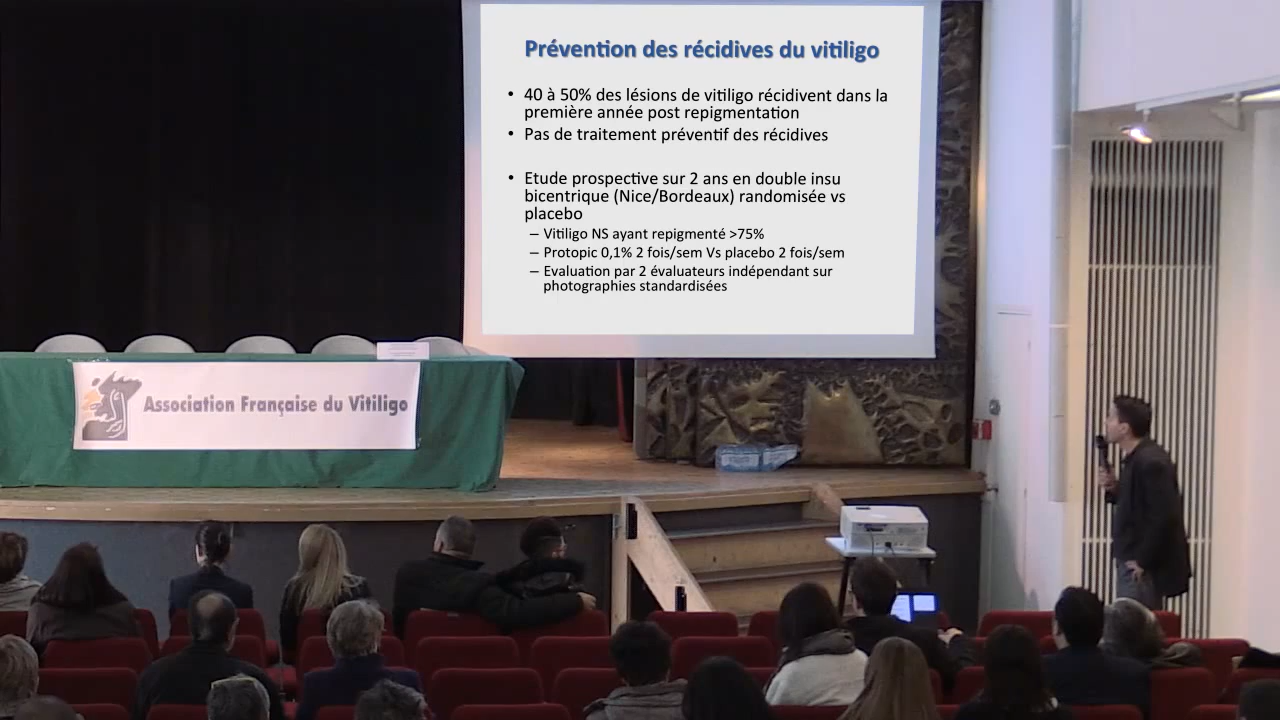 Prévention des récidives du vitiligo
• 40 à 50% des lésions de vitiligo récidivent dans la
première année post repigmentation
• Pas de traitement préventif des récidives
• Etude prospective sur 2 ans en double insu
bicentrique (Nice/Bordeaux) randomisée vs
placebo
– Vitiligo NS ayant repigmenté >75%
– Protopic 0,1% 2 fois/sem Vs placebo 2 fois/sem
– Evaluation par 2 évaluateurs indépendant sur
photographies standardisées
Association Française du Vitiligo